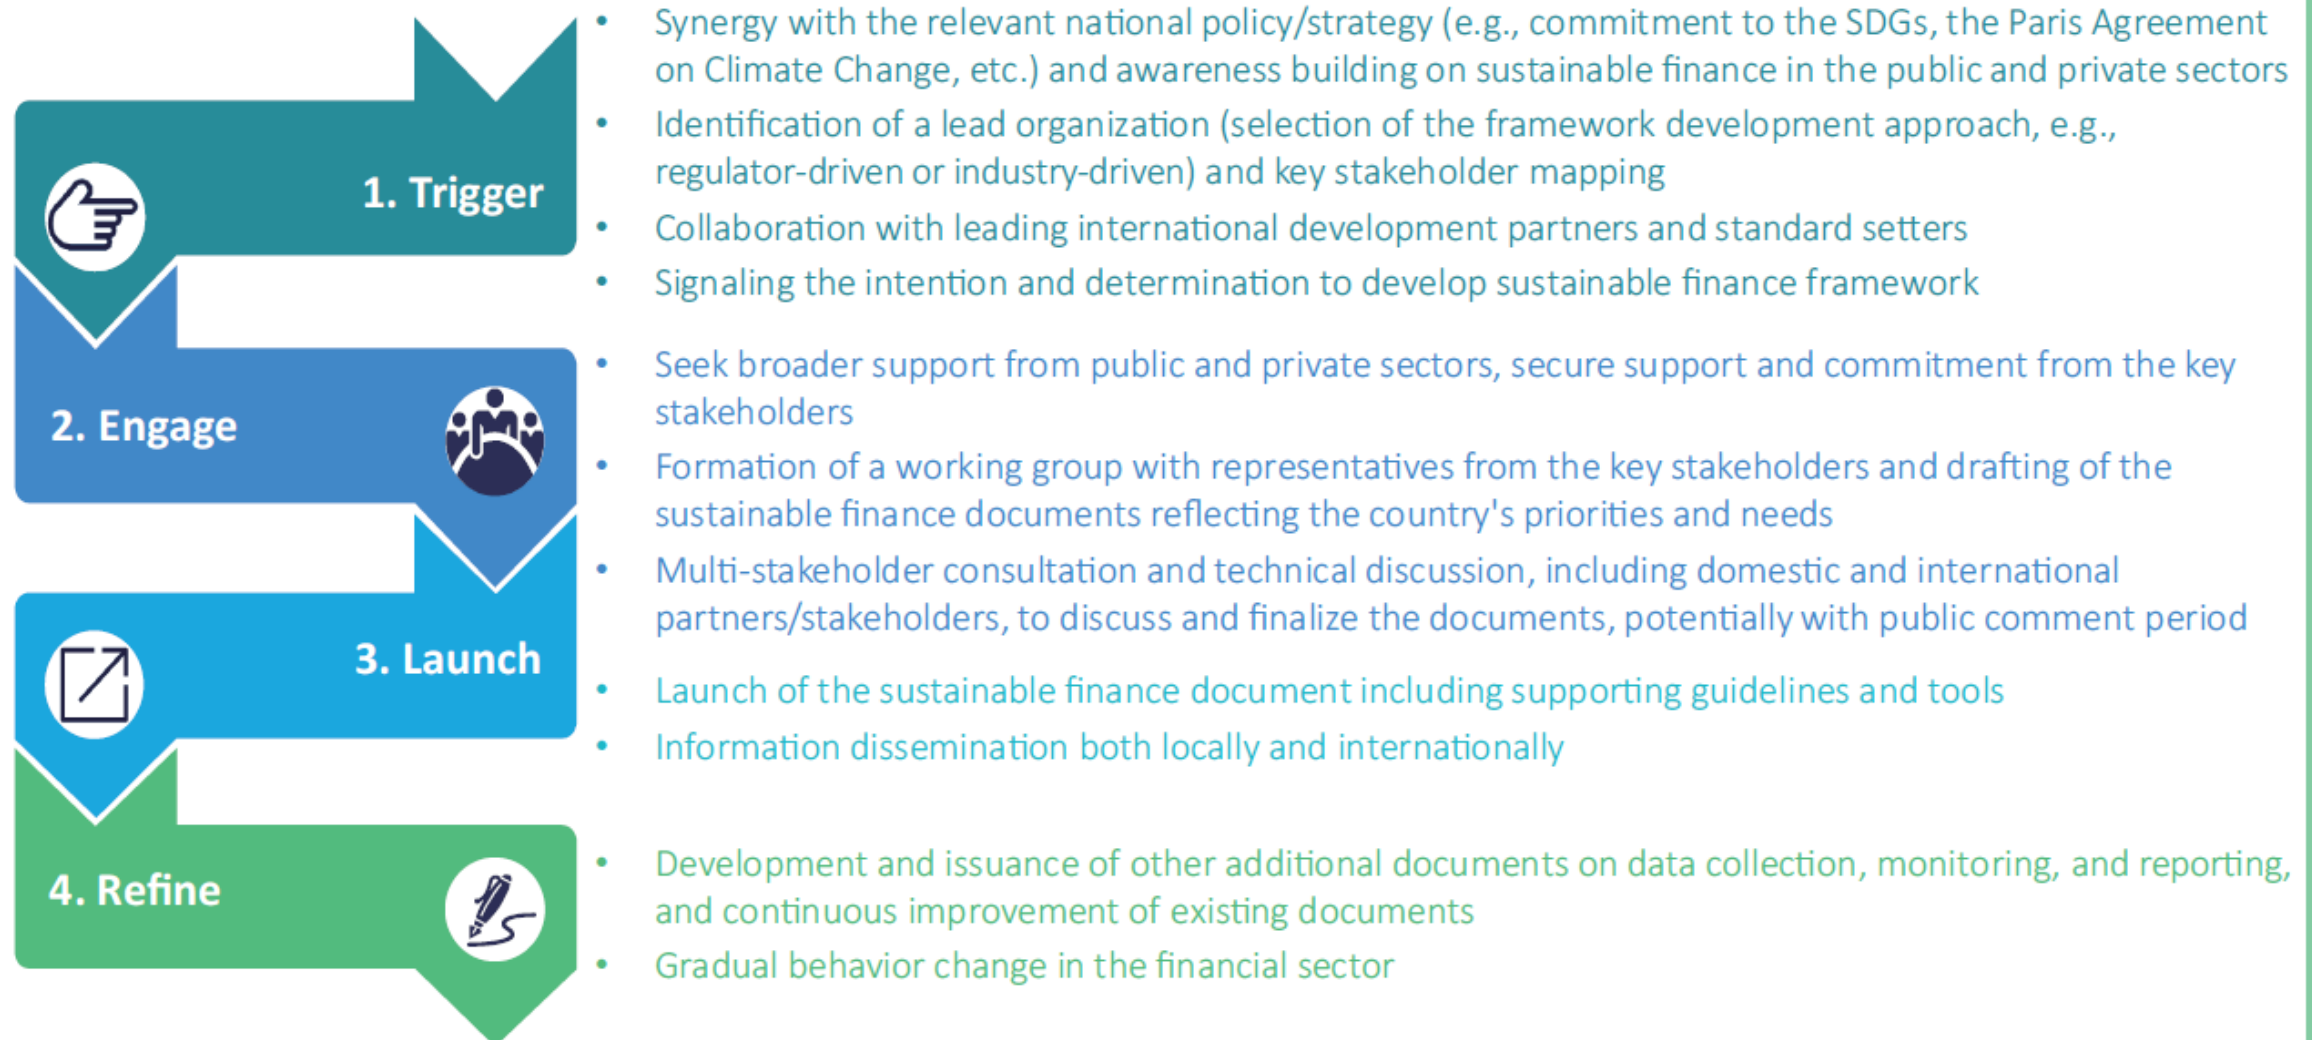 • Synergy with the relevant national policy/strategy (e.g., commitment to the SDGs, the Paris Agreement
on Climate Change, etc.) and awareness building on sustainable finance in the public and private sectors
• Identification of a lead organization (selection of the framework development approach, e.g.,
regulator-driven or industry-driven) and key stakeholder mapping
1. Trigger
• Collaboration with leading international development partners and standard setters
• Signaling the intention and determination to develop sustainable finance framework
• Seek broader support from public and private sectors, secure support and commitment from the key
stakeholders
2. Engage
• Formation of a working group with representatives from the key stakeholders and drafting of the
sustainable finance documents reflecting the country's priorities and needs
• Multi-stakeholder consultation and technical discussion, including domestic and international
partners/stakeholders, to discuss and finalize the documents, potentially with public comment period
3. Launch
• Launch of the sustainable finance document including supporting guidelines and tools
• Information dissemination both locally and internationally
4. Refine
• Development and issuance of other additional documents on data collection, monitoring, and reporting,
and continuous improvement of existing documents
• Gradual behavior change in the financial sector